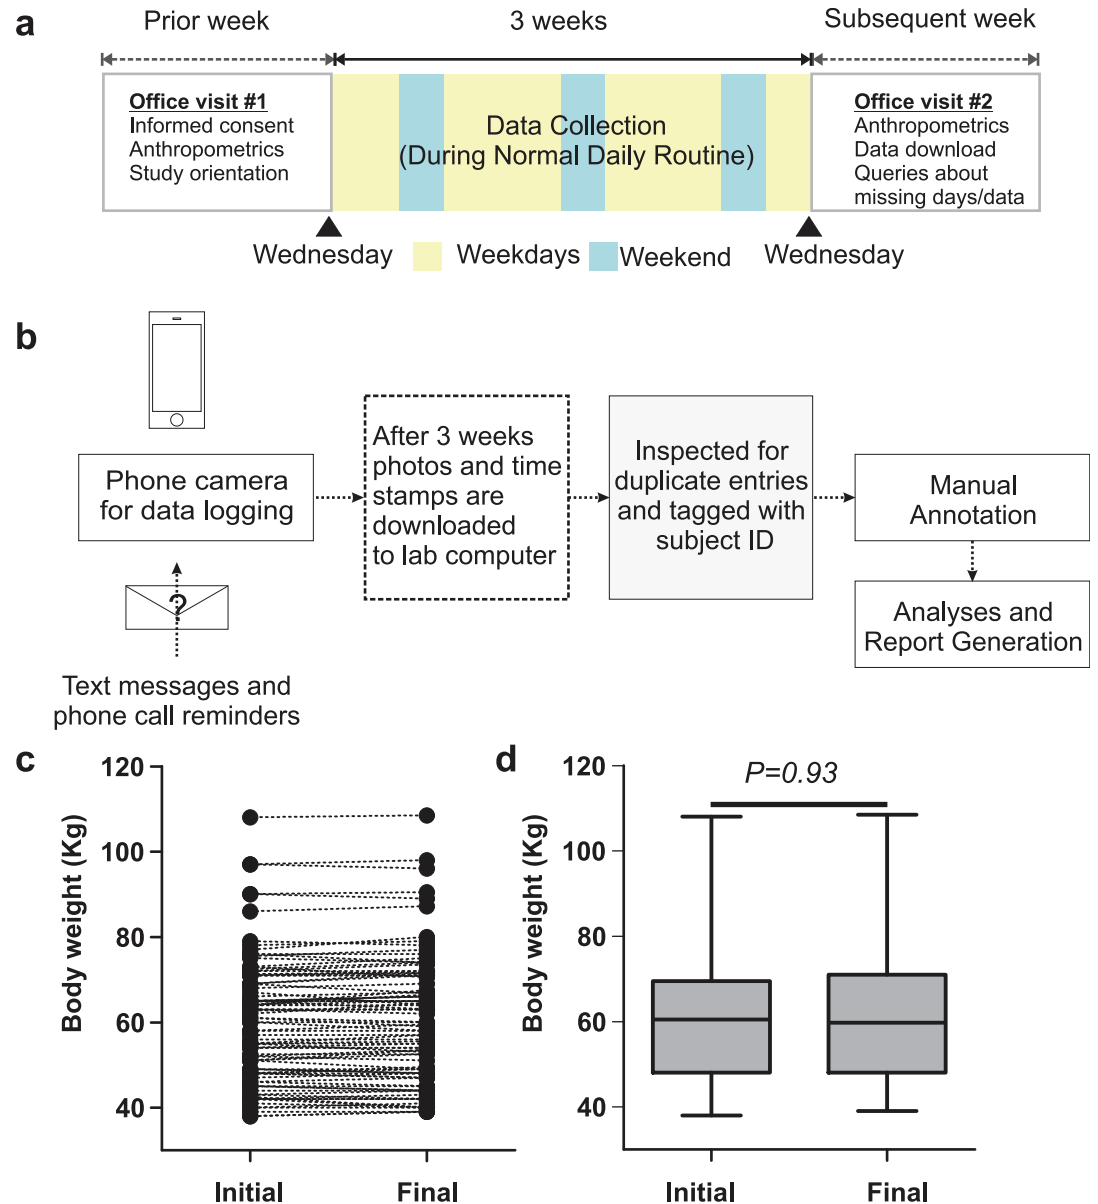 a
Prior week
3 weeks
Subsequent week
Office visit #1
Informed consent
Anthropometrics
Study orientation
Data Collection
(During Normal Daily Routine)
Office visit #2
Anthropometrics
Data download
Queries about
missing days/data
Wednesday
Weekdays
Weekend
Wednesday
b
Phone camera
for data logging
After 3 weeks
photos and time
stamps are
downloaded
to lab computer
Inspected for
duplicate entries
and tagged with
subject ID
Manual
Annotation
Analyses and
Report Generation
?
Text messages and
phone call reminders
c
Body weight (Kg)
120
100
80
60
40
Initial
Final
d
P=0.93
Body weight (Kg)
120
100
80
60
40
Initial
Final